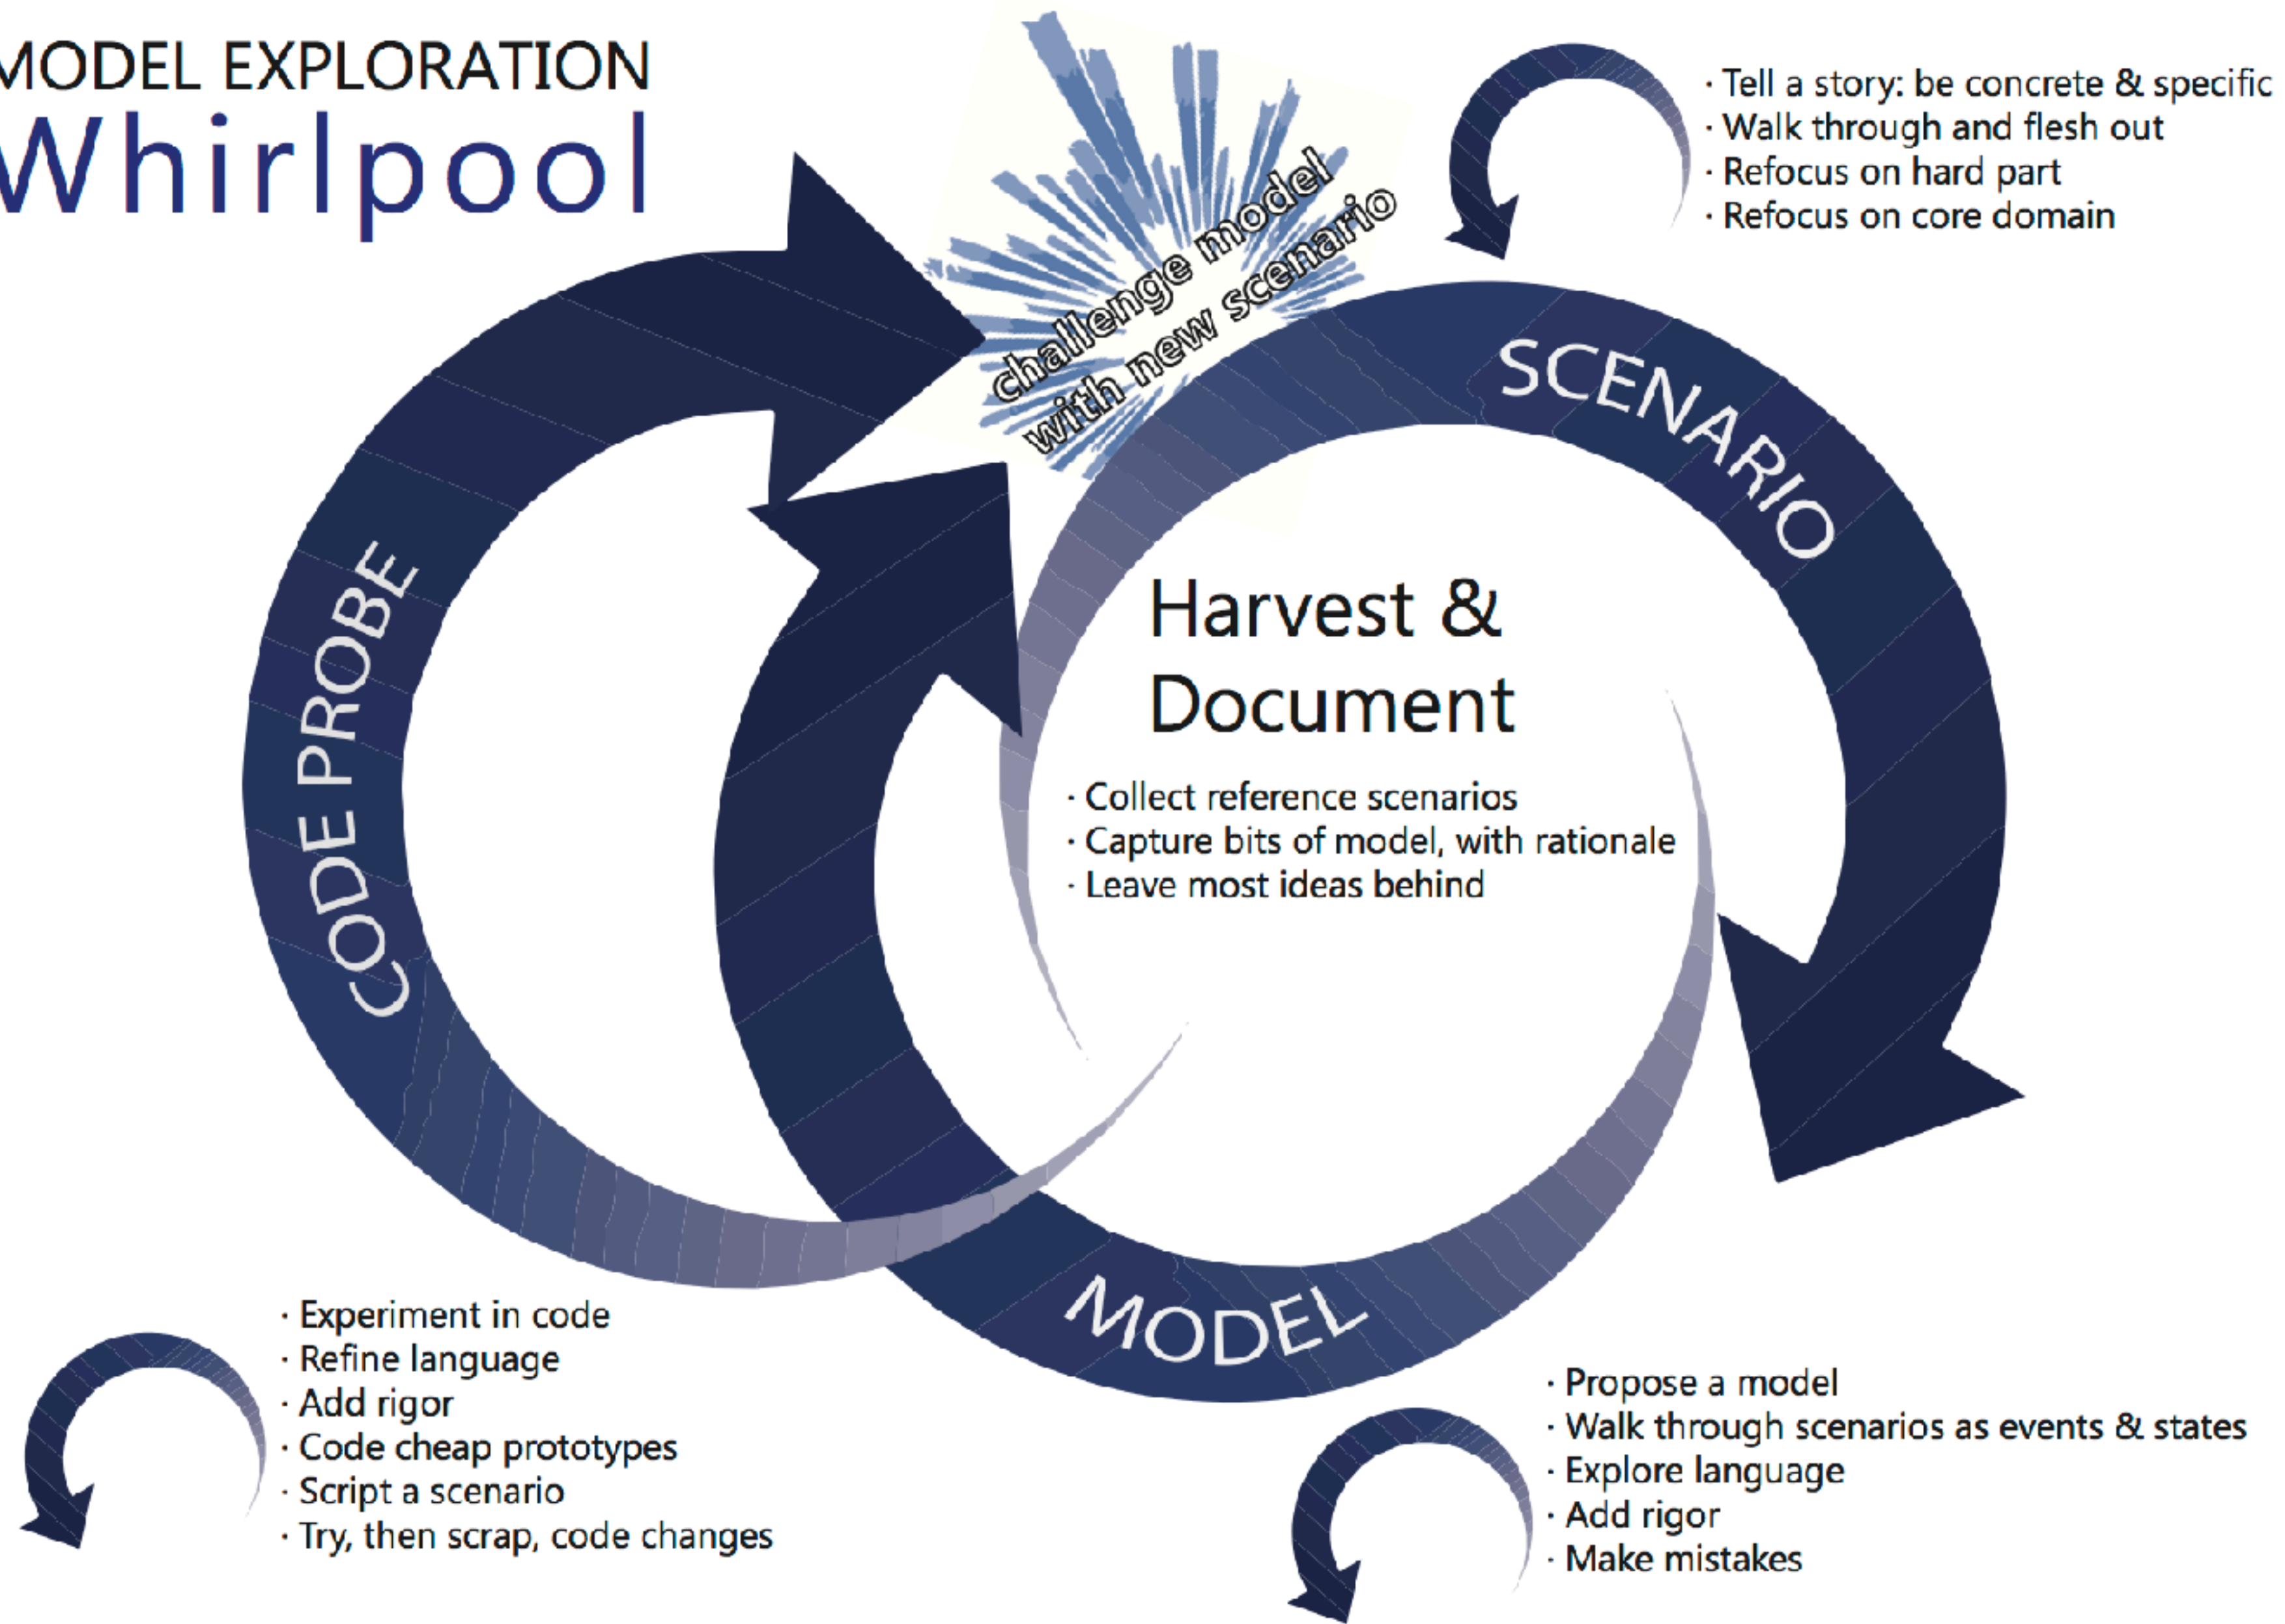 MODEL EXPLORATION
Whirlpool
challenge model
with new scenario
· Tell a story: be concrete & specific
· Walk through and flesh out
· Refocus on hard part
· Refocus on core domain
SCENARIO
CODE PROBE
Harvest &
Document
· Collect reference scenarios
· Capture bits of model, with rationale
· Leave most ideas behind
MODEL
· Experiment in code
· Refine language
· Add rigor
· Code cheap prototypes
· Script a scenario
· Try, then scrap, code changes
· Propose a model
· Walk through scenarios as events & states
· Explore language
· Add rigor
· Make mistakes